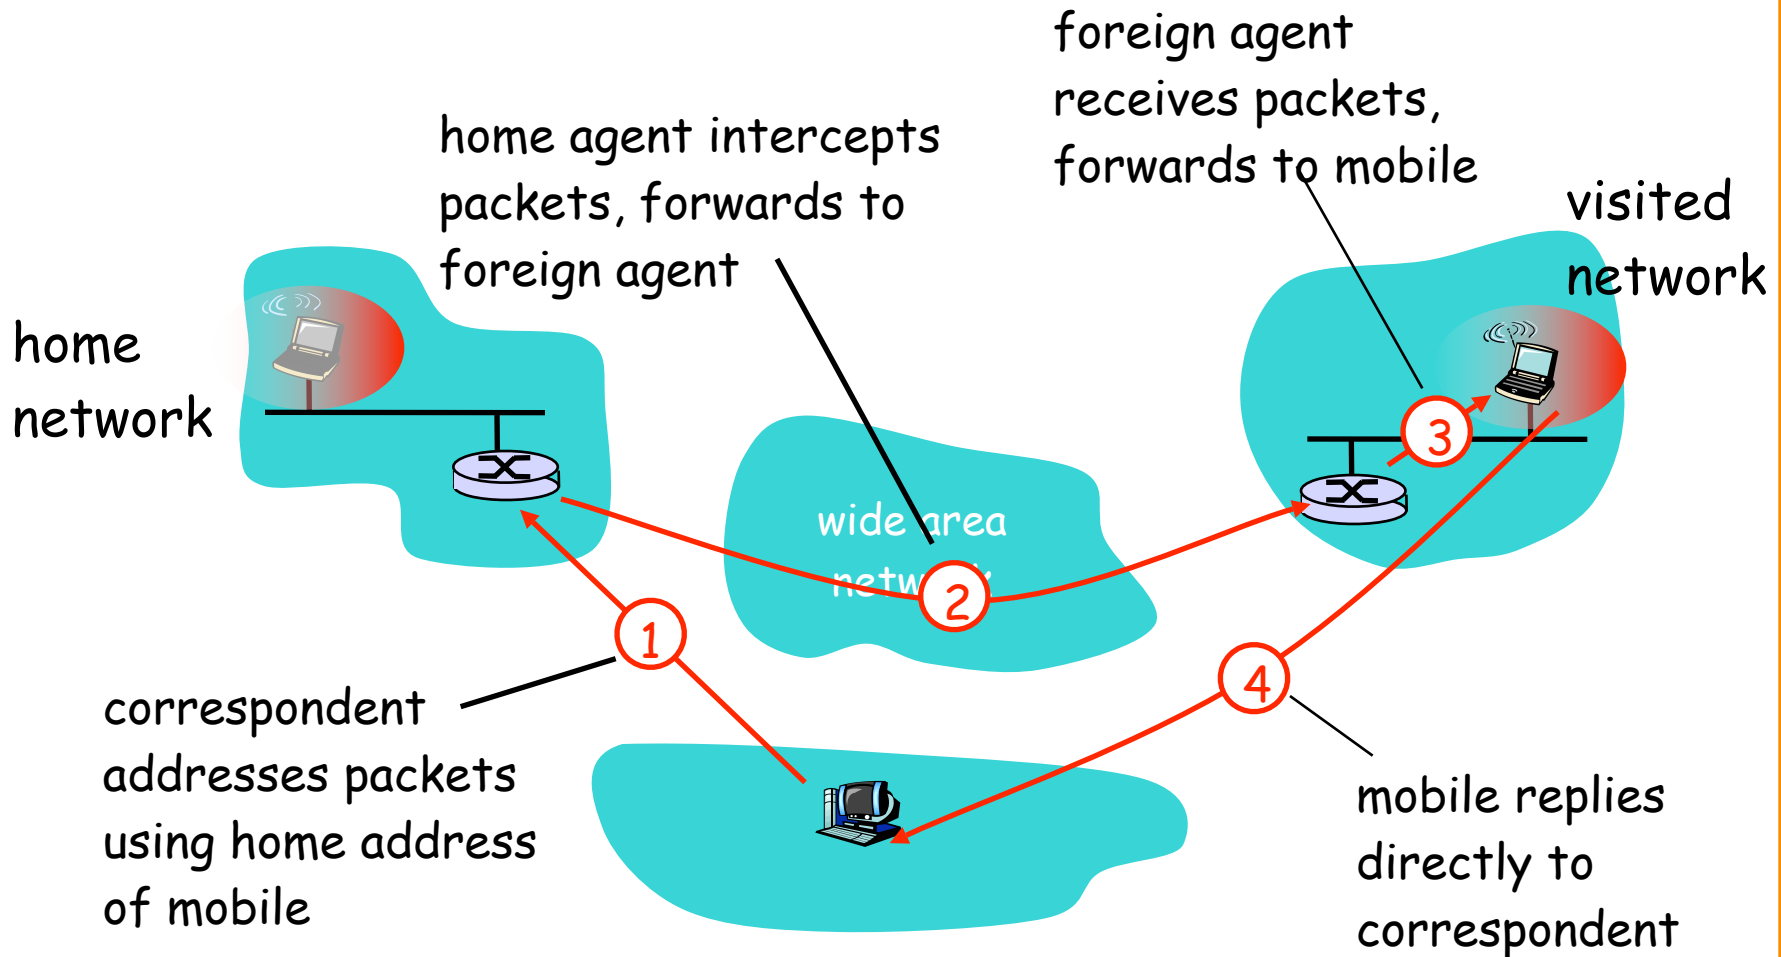 foreign agent
receives packets,
forwards to mobile
home agent intercepts
packets, forwards to
foreign agent
visited
network
home
network
3
wide area
network
2
1
4
correspondent
addresses packets
using home address
of mobile
mobile replies
directly to
correspondent